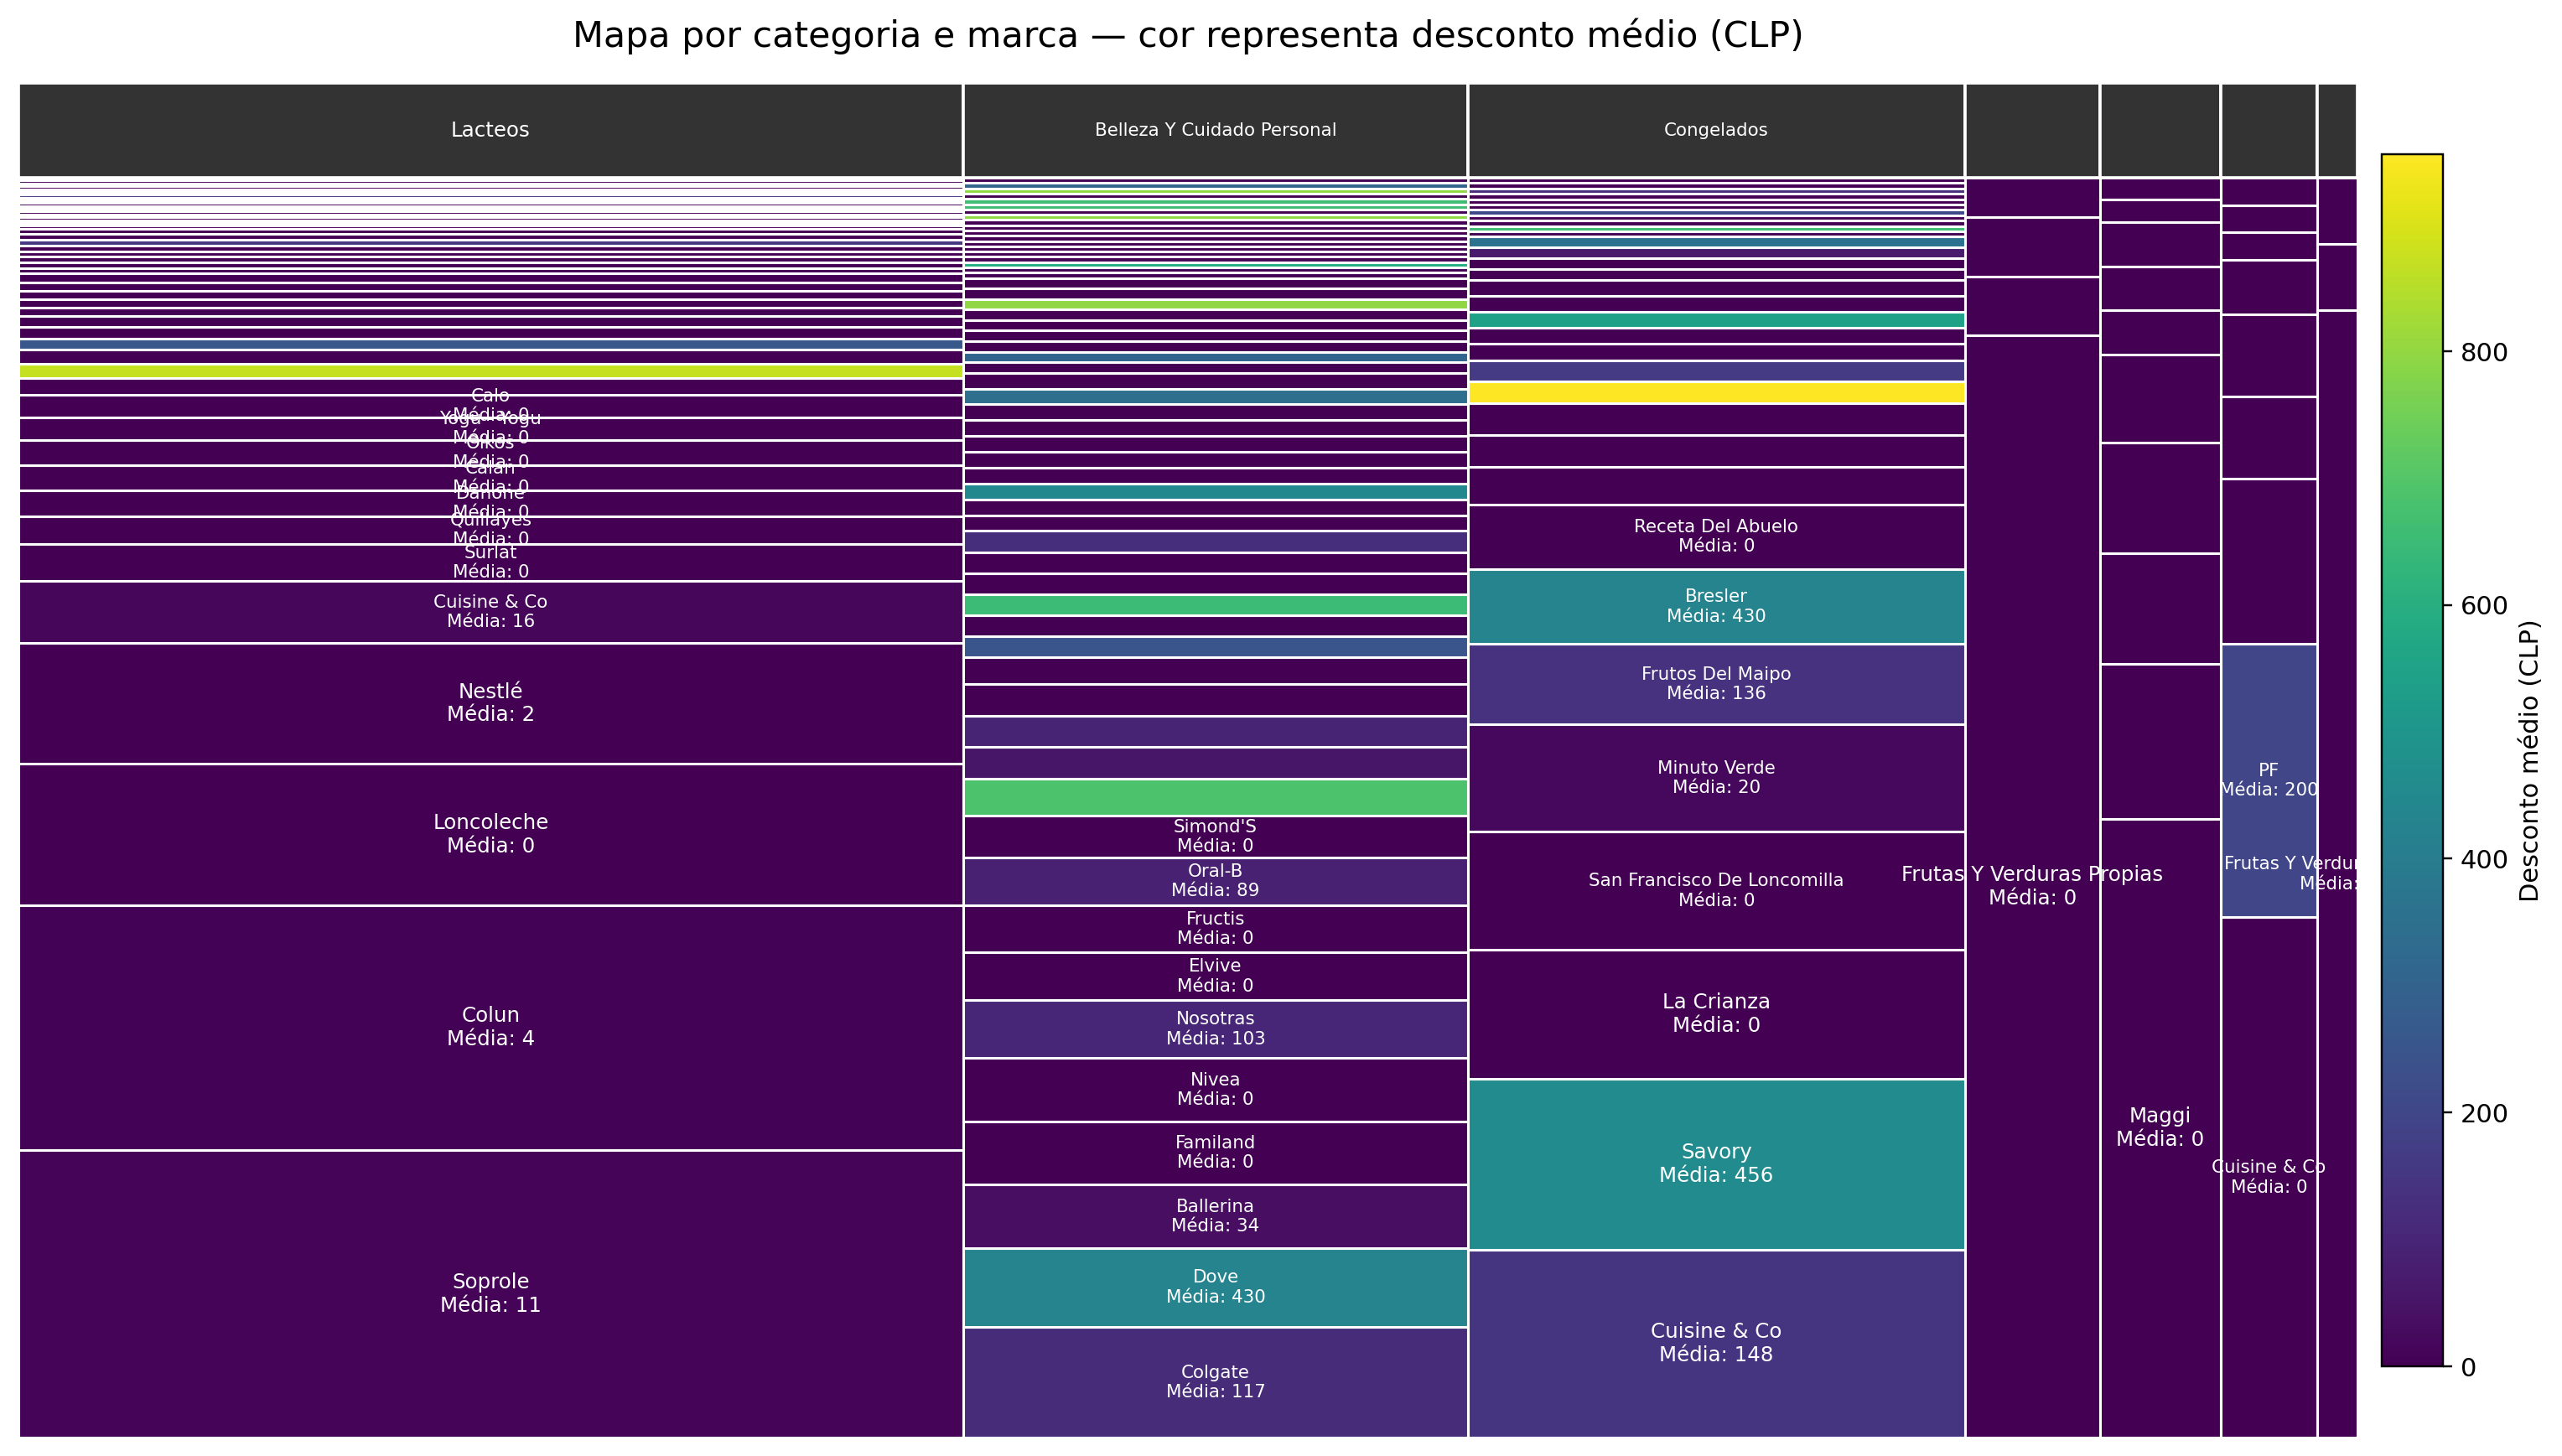 Mapa por categoria e marca — cor representa desconto médio (CLP)
Lacteos
Belleza Y Cuidado Personal
Congelados
Calo
Média: 0
Yogu - Yogu
Média: 0
Oikos
Média: 0
Calan
Média: 0
Danone
Média: 0
Quillayes
Média: 0
Surlat
Média: 0
Cuisine & Co
Média: 16
Nestlé
Média: 2
Loncoleche
Média: 0
Colun
Média: 4
Soprole
Média: 11
Simond'S
Média: 0
Oral-B
Média: 89
Fructis
Média: 0
Elvive
Média: 0
Nosotras
Média: 103
Nivea
Média: 0
Familand
Média: 0
Ballerina
Média: 34
Dove
Média: 430
Colgate
Média: 117
Receta Del Abuelo
Média: 0
Bresler
Média: 430
Frutos Del Maipo
Média: 136
Minuto Verde
Média: 20
San Francisco De Loncomilla
Média: 0
La Crianza
Média: 0
Savory
Média: 456
Cuisine & Co
Média: 148
Frutas Y Verduras Propias
Média: 0
Maggi
Média: 0
PF
Média: 200
Cuisine & Co
Média: 0
Frutas Y Verdu
Média:
800
600
400
200
0
Desconto médio (CLP)